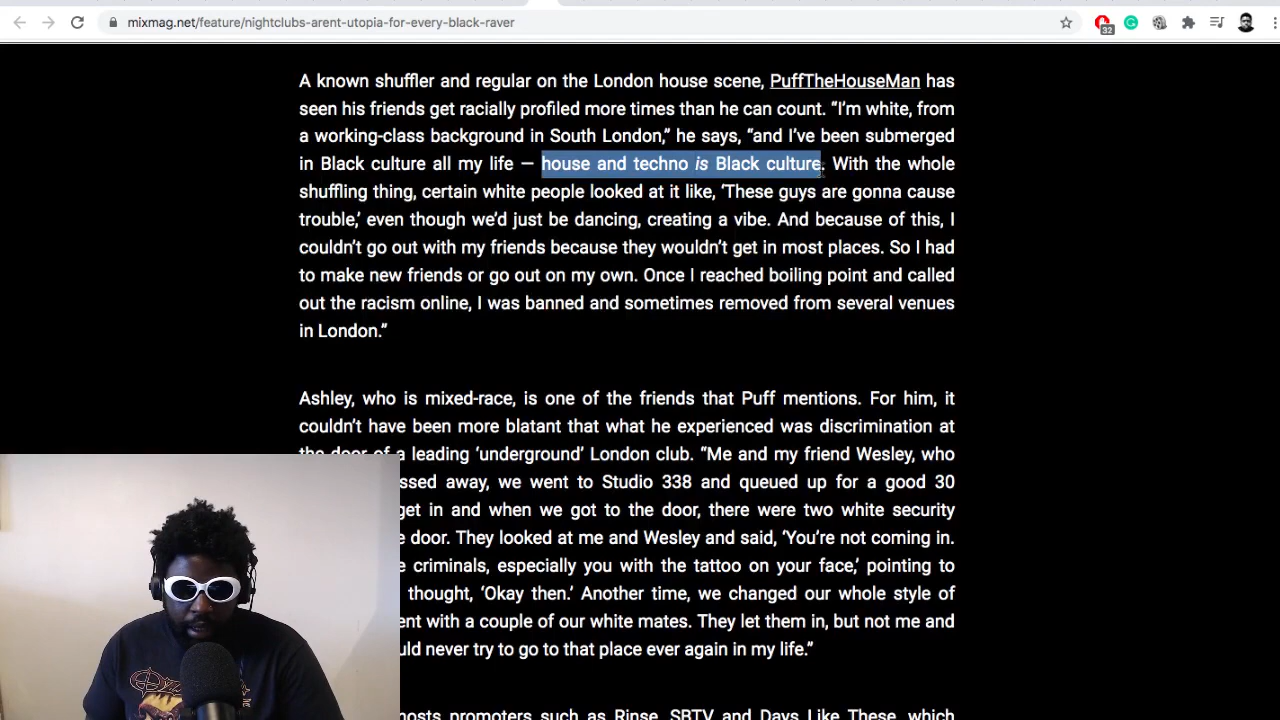 mixmag.net/feature/nightclubs-arent-utopia-for-every-black-raver
32
A known shuffler and regular on the London house scene, PuffTheHouseMan has
seen his friends get racially profiled more times than he can count. “I’m white, from
a working-class background in South London,” he says, “and I’ve been submerged
in Black culture all my life — house and techno is Black culture. With the whole
shuffling thing, certain white people looked at it like, ‘These guys are gonna cause
trouble,’ even though we’d just be dancing, creating a vibe. And because of this, I
couldn’t go out with my friends because they wouldn’t get in most places. So I had
to make new friends or go out on my own. Once I reached boiling point and called
out the racism online, I was banned and sometimes removed from several venues
in London.”
Ashley, who is mixed-race, is one of the friends that Puff mentions. For him, it
couldn’t have been more blatant that what he experienced was discrimination at
the door of a leading ‘underground’ London club. “Me and my friend Wesley, who
ssed away, we went to Studio 338 and queued up for a good 30
get in and when we got to the door, there were two white security
e door. They looked at me and Wesley and said, ‘You’re not coming in.
e criminals, especially you with the tattoo on your face,’ pointing to
thought, ‘Okay then.’ Another time, we changed our whole style of
ent with a couple of our white mates. They let them in, but not me and
uld never try to go to that place ever again in my life.”
osts promoters such as Rinse, SBTV and Days Like These, which